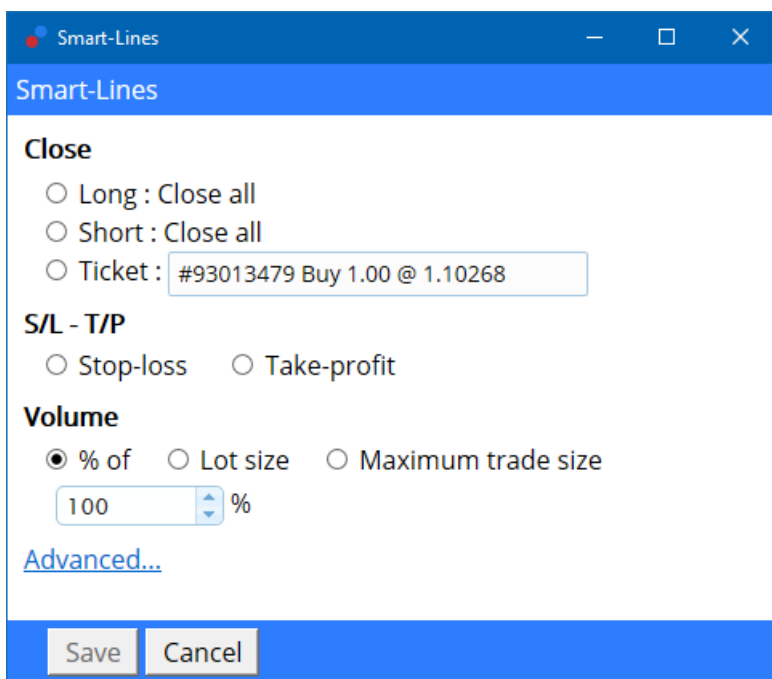 Smart-Lines
Smart-Lines
Close
Long : Close all
Short : Close all
Ticket : #93013479 Buy 1.00 @ 1.10268
S/L - T/P
Stop-loss Take-profit
Volume
% of Lot size Maximum trade size
100 %
Advanced...
Save Cancel